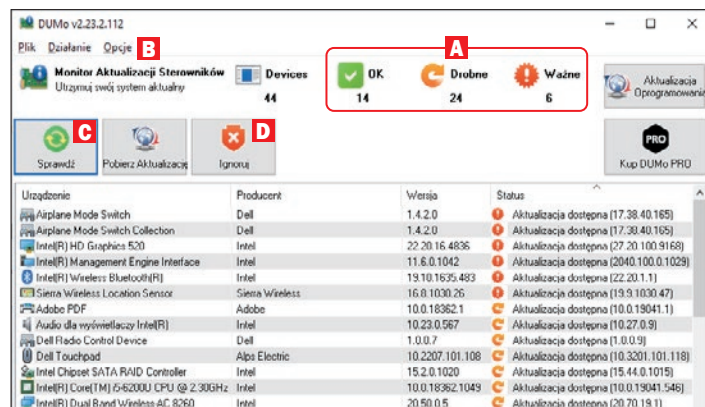 DUMo v2.23.2.112
Plik Działanie Opcje B
A
Monitor Aktualizacji Sterowników
Utrzymuj swój system aktualny
Devices
44
OK
14
Drobne
24
Ważne
6
Aktualizacja
Oprogramowania
C
Sprawdź
Pobierz Aktualizację
D
Ignoruj
PRO
Kup DUMo PRO
Urządzenie Producent Wersja Status
Airplane Mode Switch Dell 1.4.2.0 Aktualizacja dostępna (17.38.40.165)
Airplane Mode Switch Collection Dell 1.4.2.0 Aktualizacja dostępna (17.38.40.165)
Intel(R) HD Graphics 520 Intel 22.20.16.4836 Aktualizacja dostępna (27.20.100.9168)
Intel(R) Management Engine Interface Intel 11.6.0.1042 Aktualizacja dostępna (2040.100.0.1029)
Intel(R) Wireless Bluetooth(R) Intel 19.10.1635.483 Aktualizacja dostępna (22.20.1.1)
Sierra Wireless Location Sensor Sierra Wireless 16.8.1030.26 Aktualizacja dostępna (19.9.1030.47)
Adobe PDF Adobe 10.0.18362.1 Aktualizacja dostępna (10.0.19041.1)
Audio dla wyświetlaczy Intel(R) Intel 10.23.0.567 Aktualizacja dostępna (10.27.0.9)
Dell Radio Control Device Dell 1.0.0.7 Aktualizacja dostępna (1.0.0.9)
Dell Touchpad Alps Electric 10.2207.101.108 Aktualizacja dostępna (10.3201.101.118)
Intel Chipset SATA RAID Controller Intel 15.2.0.1020 Aktualizacja dostępna (15.44.0.1015)
Intel(R) Core(TM) i5-6200U CPU @ 2.30GHz Intel 10.0.18362.1049 Aktualizacja dostępna (10.0.19041.546)
Intel(R) Dual Band Wireless-AC 8260 Intel 20.50.0.5 Aktualizacja dostępna (20.70.19.1)